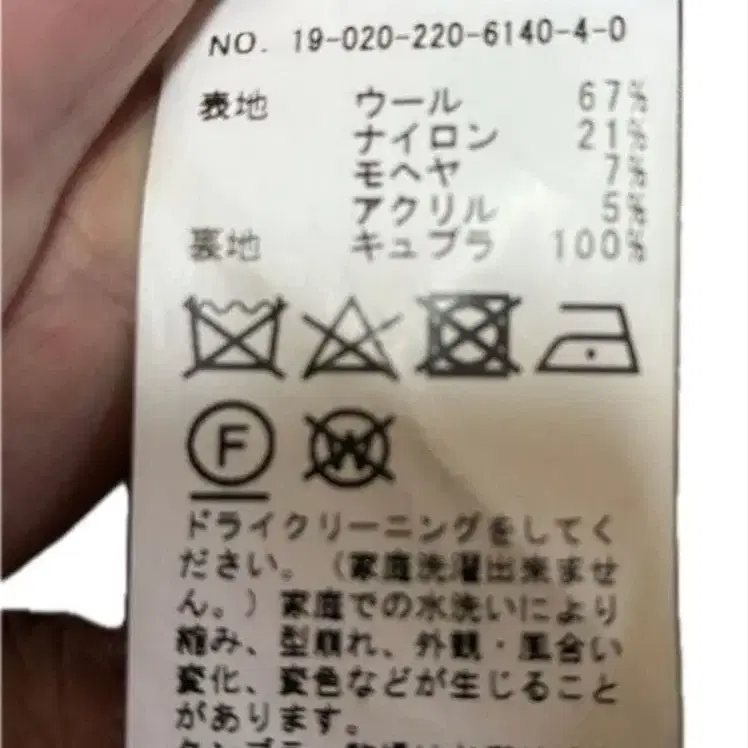 NO. 19-020-220-6140-4-0
表地 ウール 67%
ナイロン 21%
モヘヤ 7%
アクリル 5%
裏地 キュプラ 100%
F W
ドライクリーニングをしてく
ださい。(家庭洗濯出来ませ
ん。)家庭での水洗いにより
縮み、型崩れ、外観・風合い
変化、変色などが生じること
があります。